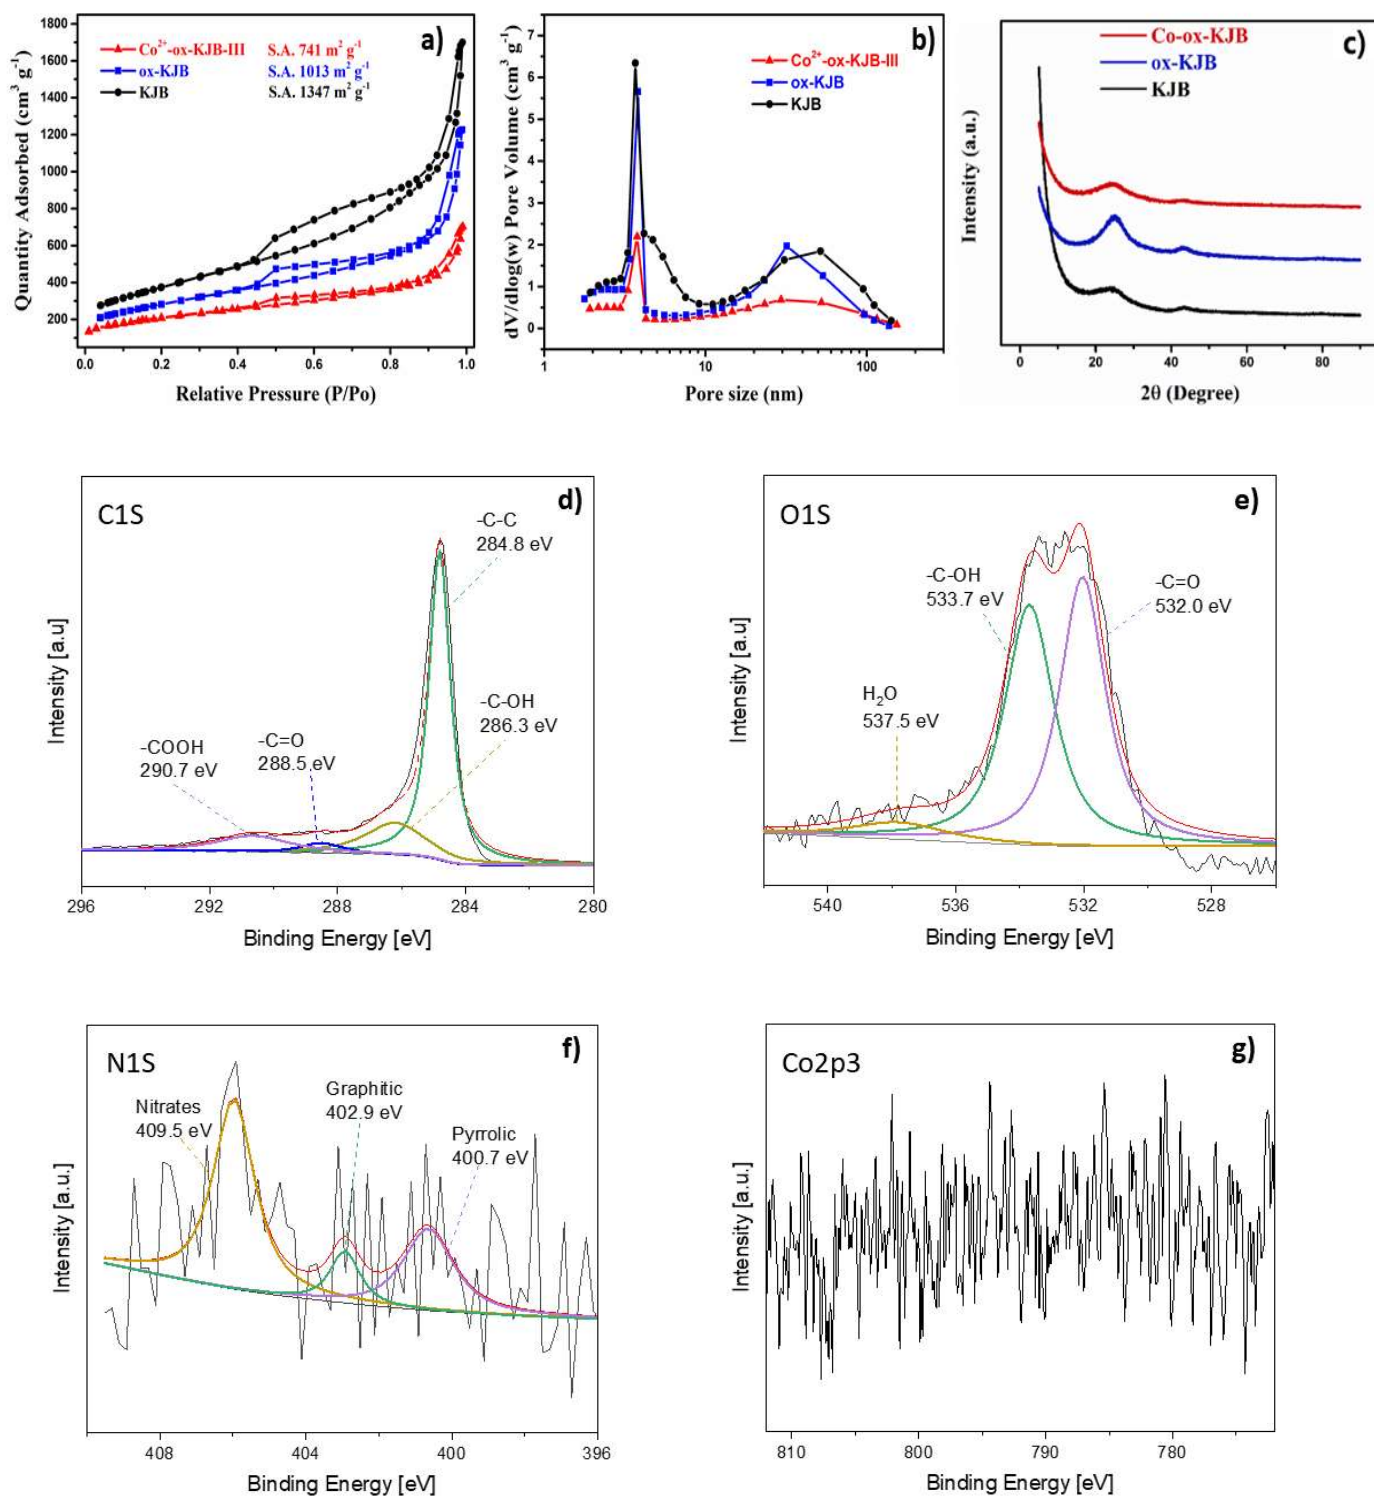 a)
Co²⁺-ox-KJB-III S.A. 741 m² g⁻¹
ox-KJB S.A. 1013 m² g⁻¹
KJB S.A. 1347 m² g⁻¹
Quantity Adsorbed (cm³ g⁻¹)
1800
1600
1400
1200
1000
800
600
400
200
0.0 0.2 0.4 0.6 0.8 1.0
Relative Pressure (P/Po)
b)
Co²⁺-ox-KJB-III
ox-KJB
KJB
dV/dlog(w) Pore Volume (cm³ g⁻¹)
7
6
5
4
3
2
1
0
1 10 100
Pore size (nm)
c)
Co-ox-KJB
ox-KJB
KJB
Intensity (a.u.)
0 20 40 60 80
2θ (Degree)
d)
C1S
-C-C
284.8 eV
-C-OH
286.3 eV
-C=O
288.5 eV
-COOH
290.7 eV
Intensity [a.u]
296 292 288 284 280
Binding Energy [eV]
e)
O1S
-C-OH
533.7 eV
-C=O
532.0 eV
H₂O
537.5 eV
Intensity [a.u]
540 536 532 528
Binding Energy [eV]
f)
N1S
Nitrates
409.5 eV
Graphitic
402.9 eV
Pyrrolic
400.7 eV
Intensity [a.u.]
408 404 400 396
Binding Energy [eV]
g)
Co2p3
Intensity [a.u.]
810 800 790 780
Binding Energy [eV]